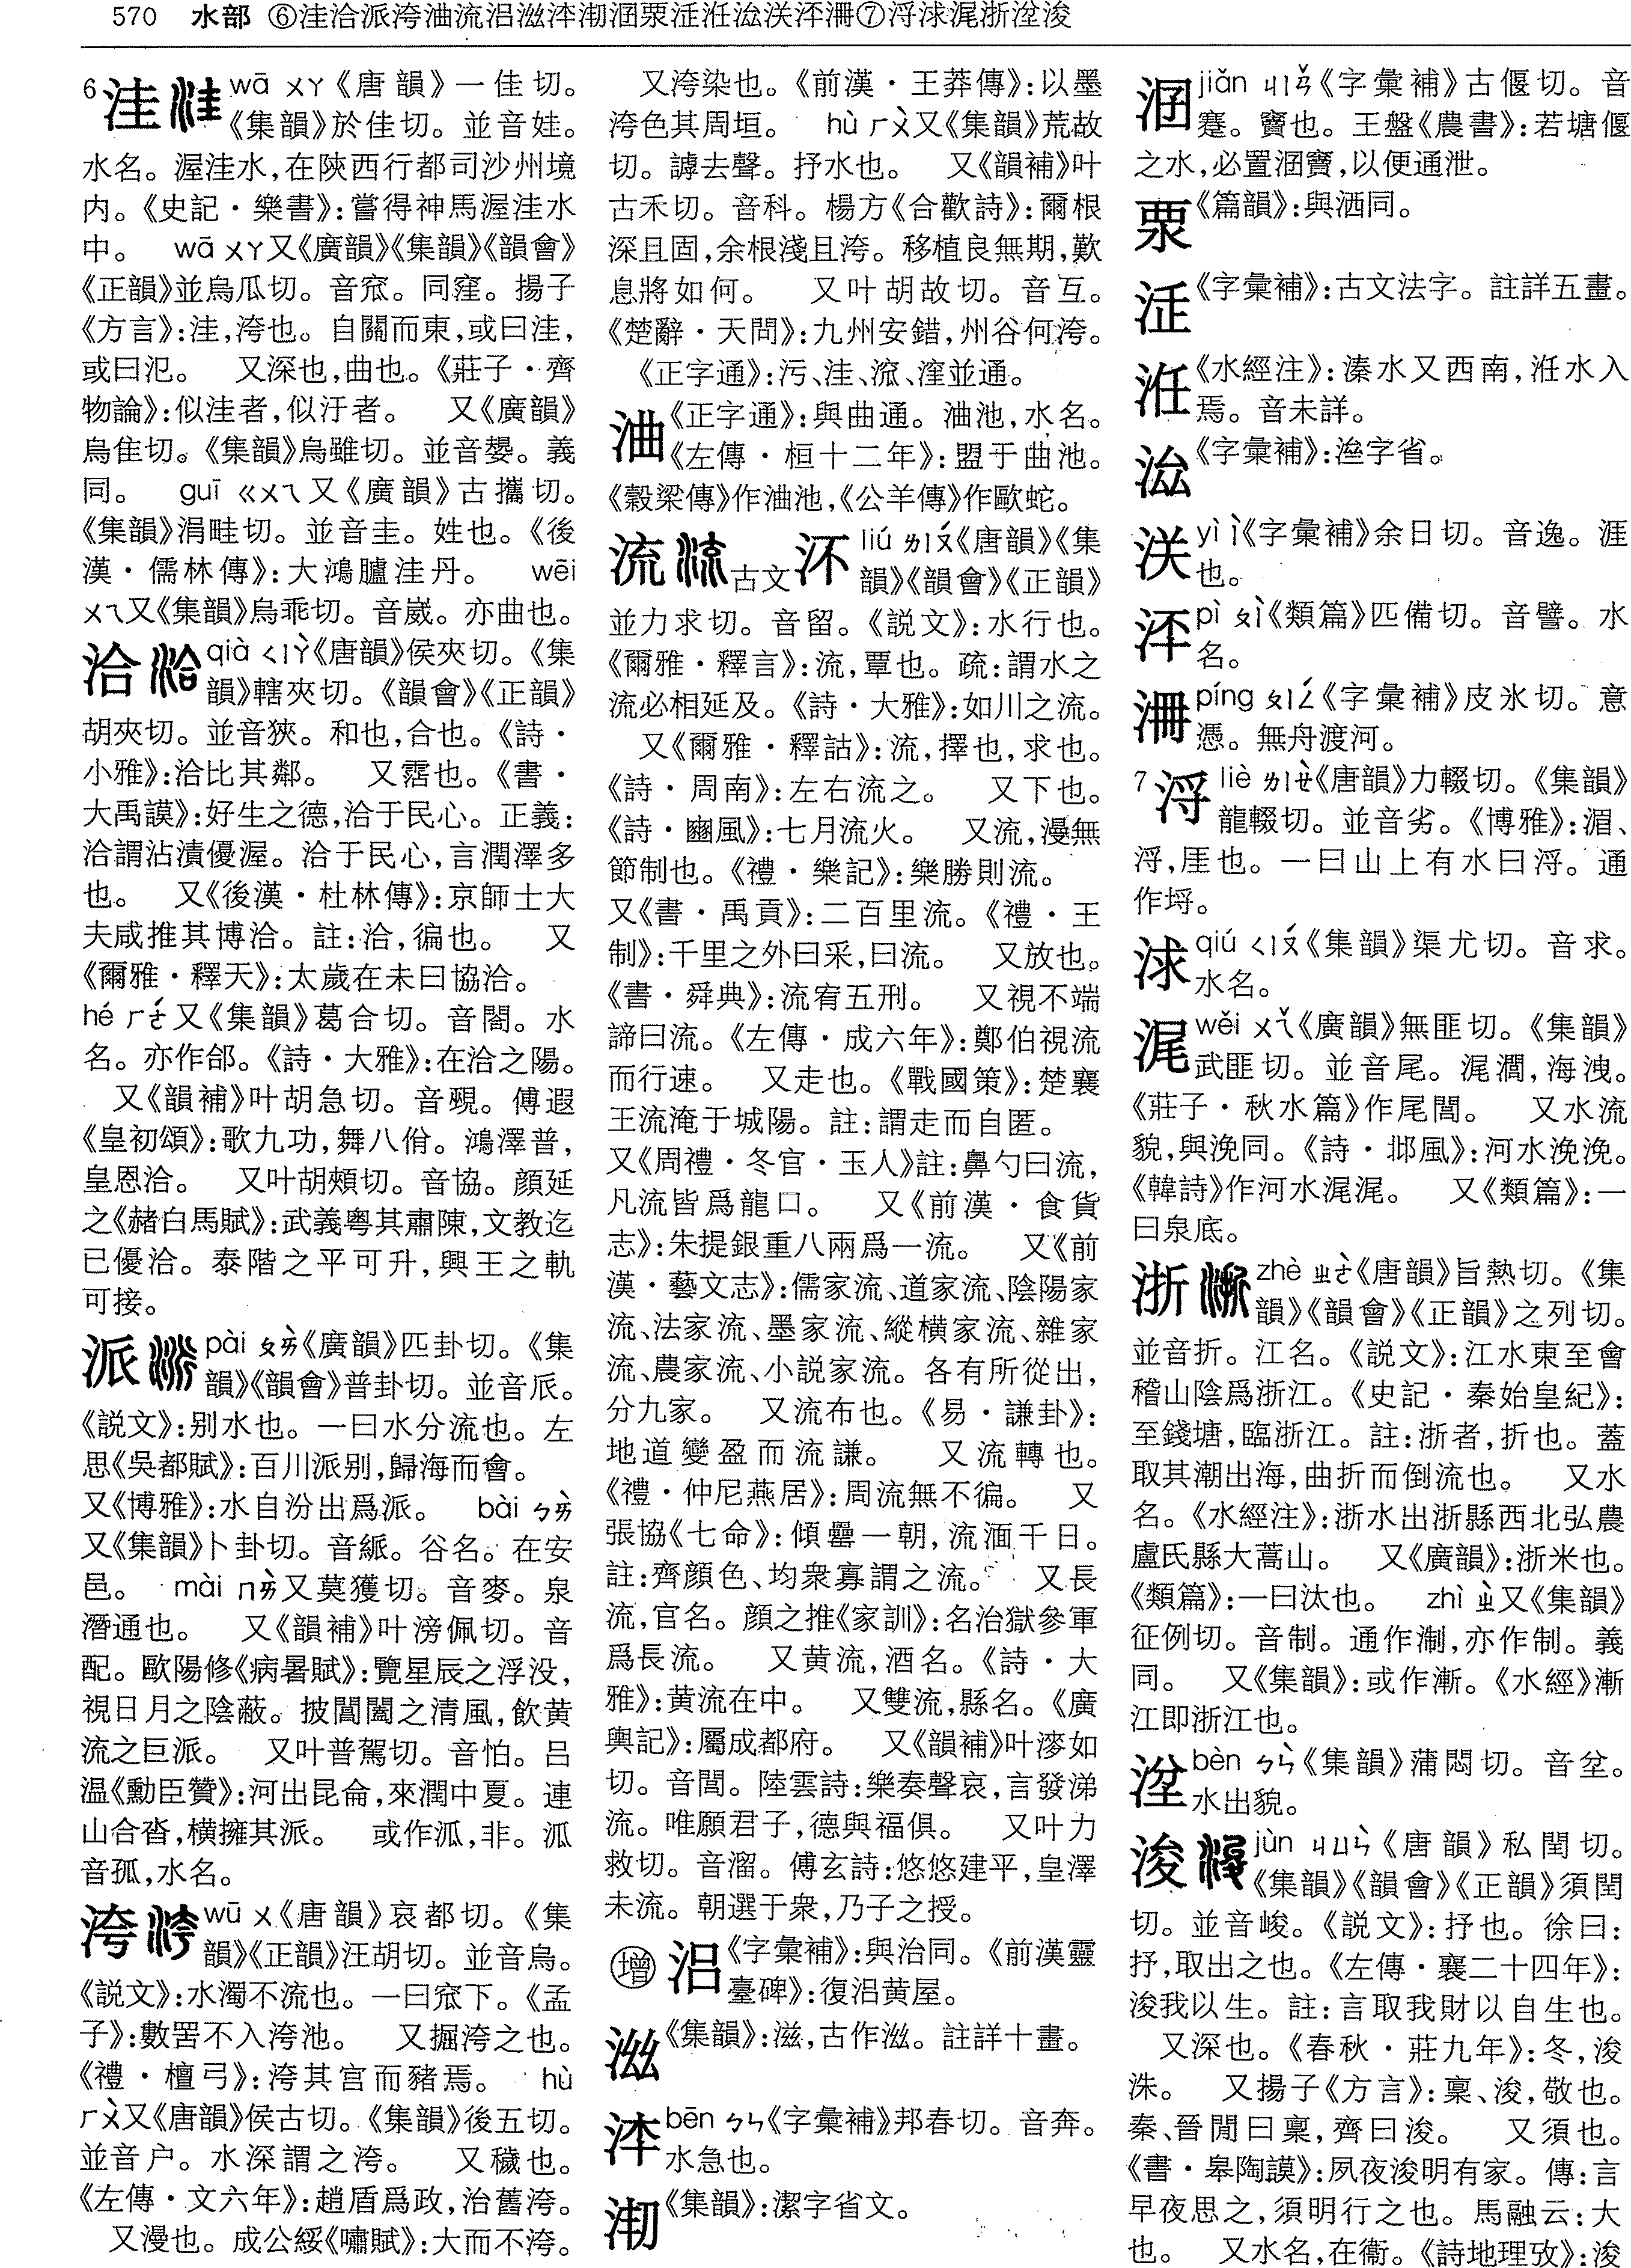 570 水部 ⑥洼洽派洿浀流㳊滋泍㓞㴠㮚浧洷㳂泆㳅淜⑦浮浗浘浙湓浚
6洼 wā ㄨㄚ《唐韻》一佳切。
《集韻》於佳切。並音娃。
水名。渥洼水,在陝西行都司沙州境
内。《史記·樂書》:嘗得神馬渥洼水
中。 wā ㄨㄚ又《廣韻》《集韻》《韻會》
《正韻》並烏瓜切。音窊。同窪。揚子
《方言》:洼,洿也。自關而東,或曰洼,
或曰氾。 又深也,曲也。《莊子·齊
物論》:似洼者,似汙者。 又《廣韻》
烏隹切。《集韻》烏雖切。並音嫢。義
同。 guī ㄍㄨㄟ又《廣韻》古攜切。
《集韻》涓畦切。並音圭。姓也。《後
漢·儒林傳》:大鴻臚洼丹。 wēi
ㄨㄟ又《集韻》烏乖切。音崴。亦曲也。
洽 qià ㄑㄧㄚˋ《唐韻》侯夾切。《集
韻》轄夾切。《韻會》《正韻》
胡夾切。並音狹。和也,合也。《詩·
小雅》:洽比其鄰。 又霑也。《書·
大禹謨》:好生之德,洽于民心。正義:
洽謂沾漬優渥。洽于民心,言潤澤多
也。 又《後漢·杜林傳》:京師士大
夫咸推其博洽。註:洽,徧也。 又
《爾雅·釋天》:太歲在未曰協洽。
hé ㄏㄜˊ又《集韻》葛合切。音閤。水
名。亦作郃。《詩·大雅》:在洽之陽。
又《韻補》叶胡急切。音覡。傅遐
《皇初頌》:歌九功,舞八佾。鴻澤普,
皇恩洽。 又叶胡頰切。音協。顔延
之《赭白馬賦》:武義粵其肅陳,文教迄
已優洽。泰階之平可升,興王之軌
可接。
派 pài ㄆㄞˋ《廣韻》匹卦切。《集
韻》《韻會》普卦切。並音𠂢。
《説文》:别水也。一曰水分流也。左
思《吳都賦》:百川派别,歸海而會。
又《博雅》:水自汾出爲派。 bài ㄅㄞˋ
又《集韻》卜卦切。音紙。谷名。在安
邑。 mài ㄇㄞˋ又莫獲切。音麥。泉
潛通也。 又《韻補》叶滂佩切。音
配。歐陽修《病暑賦》:覽星辰之浮没,
視日月之陰蔽。披閶闔之清風,飲黄
流之巨派。 又叶普駕切。音怕。吕
温《勳臣贊》:河出昆侖,來潤中夏。連
山合沓,横擁其派。 或作泒,非。泒
音孤,水名。
洿 wū ㄨ《唐韻》哀都切。《集
韻》《正韻》汪胡切。並音烏。
《説文》:水濁不流也。一曰窊下。《孟
子》:數罟不入洿池。 又掘洿之也。
《禮·檀弓》:洿其宫而豬焉。 hù
ㄏㄨˋ又《唐韻》侯古切。《集韻》後五切。
並音户。水深謂之洿。 又穢也。
《左傳·文六年》:趙盾爲政,治舊洿。
又漫也。成公綏《嘯賦》:大而不洿。
又洿染也。《前漢·王莽傳》:以墨
洿色其周垣。 hù ㄏㄨˋ又《集韻》荒故
切。謼去聲。抒水也。 又《韻補》叶
古禾切。音科。楊方《合歡詩》:爾根
深且固,余根淺且洿。移植良無期,歎
息將如何。 又叶胡故切。音互。
《楚辭·天問》:九州安錯,州谷何洿。
《正字通》:污、洼、窊、窪並通。
浀 《正字通》:與曲通。浀池,水名。
《左傳·桓十二年》:盟于曲池。
《穀梁傳》作浀池,《公羊傳》作歐蛇。
流 古文㳅 liú ㄌㄧㄡˊ《唐韻》《集
韻》《韻會》《正韻》
並力求切。音留。《説文》:水行也。
《爾雅·釋言》:流,覃也。疏:謂水之
流必相延及。《詩·大雅》:如川之流。
又《爾雅·釋詁》:流,擇也,求也。
《詩·周南》:左右流之。 又下也。
《詩·豳風》:七月流火。 又流,漫無
節制也。《禮·樂記》:樂勝則流。
又《書·禹貢》:二百里流。《禮·王
制》:千里之外曰采,曰流。 又放也。
《書·舜典》:流宥五刑。 又視不端
諦曰流。《左傳·成六年》:鄭伯視流
而行速。 又走也。《戰國策》:楚襄
王流淹于城陽。註:謂走而自匿。
又《周禮·冬官·玉人》註:鼻勺曰流,
凡流皆爲龍口。 又《前漢·食貨
志》:朱提銀重八兩爲一流。 又《前
漢·藝文志》:儒家流、道家流、陰陽家
流、法家流、墨家流、縱横家流、雜家
流、農家流、小説家流。各有所從出,
分九家。 又流布也。《易·謙卦》:
地道變盈而流謙。 又流轉也。
《禮·仲尼燕居》:周流無不徧。 又
張協《七命》:傾罍一朝,流湎千日。
註:齊顔色、均衆寡謂之流。 又長
流,官名。顔之推《家訓》:名治獄參軍
爲長流。 又黄流,酒名。《詩·大
雅》:黄流在中。 又雙流,縣名。《廣
輿記》:屬成都府。 又《韻補》叶㴴如
切。音閭。陸雲詩:樂奏聲哀,言發涕
流。唯願君子,德與福俱。 又叶力
救切。音溜。傅玄詩:悠悠建平,皇澤
未流。朝選于衆,乃子之授。
㊉增 㳊《字彙補》:與治同。《前漢靈
臺碑》:復㳊黄屋。
《集韻》:滋,古作㳄。註詳十畫。
泍 bēn ㄅㄣ《字彙補》邦春切。音奔。
水急也。
《集韻》:潔字省文。
jiǎn ㄐㄧㄢˇ《字彙補》古偃切。音
蹇。竇也。王盤《農書》:若塘偃
之水,必置𣴠竇,以便通泄。
《篇韻》:與洒同。
《字彙補》:古文法字。註詳五畫。
《水經注》:溱水又西南,㳝水入
焉。音未詳。
《字彙補》:㵝字省。
yì ㄧˋ《字彙補》余日切。音逸。涯
也。
pì ㄆㄧˋ《類篇》匹備切。音譬。水
名。
píng ㄆㄧㄥˊ《字彙補》皮氷切。意
憑。無舟渡河。
7浖 liè ㄌㄧㄝˋ《唐韻》力輟切。《集韻》
龍輟切。並音劣。《博雅》:湄、
浖,厓也。一曰山上有水曰浖。通
作埒。
浗 qiú ㄑㄧㄡˊ《集韻》渠尤切。音求。
水名。
浘 wěi ㄨㄟˇ《廣韻》無匪切。《集韻》
武匪切。並音尾。浘澗,海洩。
《莊子·秋水篇》作尾閭。 又水流
貌,與浼同。《詩·邶風》:河水浼浼。
《韓詩》作河水浘浘。 又《類篇》:一
曰泉底。
浙 zhè ㄓㄜˋ《唐韻》旨熱切。《集
韻》《韻會》《正韻》之列切。
並音折。江名。《説文》:江水東至會
稽山陰爲浙江。《史記·秦始皇紀》:
至錢塘,臨浙江。註:浙者,折也。蓋
取其潮出海,曲折而倒流也。 又水
名。《水經注》:浙水出浙縣西北弘農
盧氏縣大蒿山。 又《廣韻》:浙米也。
《類篇》:一曰汰也。 zhì ㄓˋ又《集韻》
征例切。音制。通作淛,亦作制。義
同。 又《集韻》:或作漸。《水經》漸
江即浙江也。
bèn ㄅㄣˋ《集韻》蒲悶切。音坌。
水出貌。
浚 jùn ㄐㄩㄣˋ《唐韻》私閏切。
《集韻》《韻會》《正韻》須閏
切。並音峻。《説文》:抒也。徐曰:
抒,取出之也。《左傳·襄二十四年》:
浚我以生。註:言取我財以自生也。
又深也。《春秋·莊九年》:冬,浚
洙。 又揚子《方言》:稟、浚,敬也。
秦、晉閒曰稟,齊曰浚。 又須也。
《書·皋陶謨》:夙夜浚明有家。傳:言
早夜思之,須明行之也。馬融云:大
也。 又水名,在衞。《詩地理攷》:浚